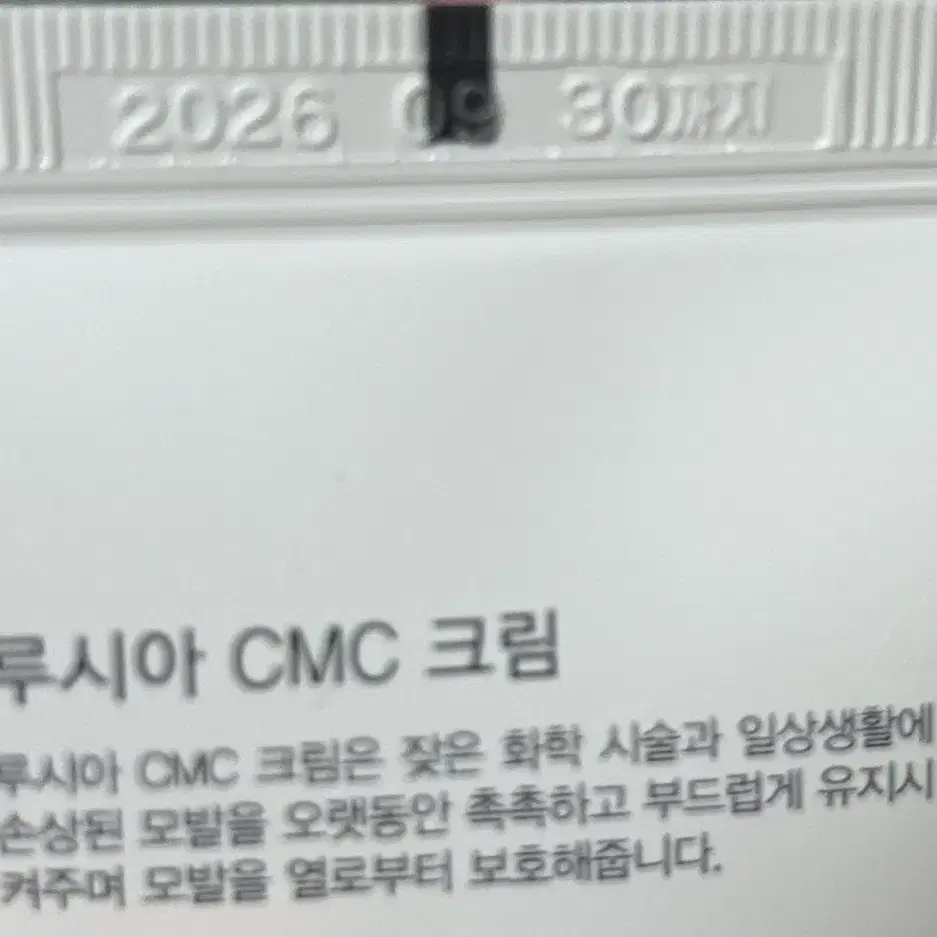 2026 09 30까지
루시아 CMC 크림
루시아 CMC 크림은 잦은 화학 시술과 일상생활에
손상된 모발을 오랫동안 촉촉하고 부드럽게 유지시
켜주며 모발을 열로부터 보호해줍니다.